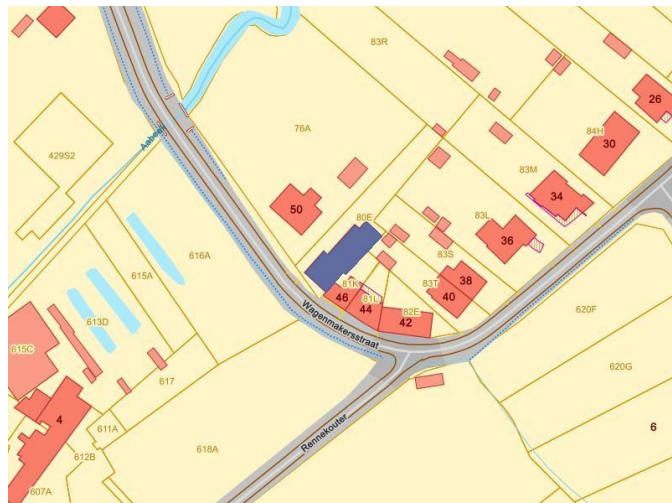 83R
26
76A
84H
30
Aabeek
429S2
83M
34
50
80E
83L
36
616A
83S
615A
38
81K
83T
46
81L
40
44
82E
42
Wagenmakersstraat
613D
620F
615C
617
620G
4
611A
6
Rennekouter
618A
612B
607A